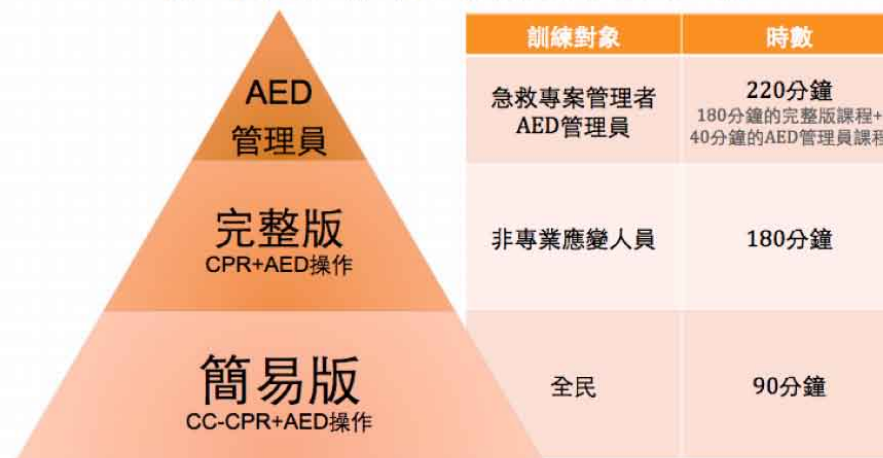 訓練對象
時數
AED
管理員
急救專案管理者
AED管理員
220分鐘
180分鐘的完整版課程+
40分鐘的AED管理員課程
完整版
CPR+AED操作
非專業應變人員
180分鐘
簡易版
CC-CPR+AED操作
全民
90分鐘